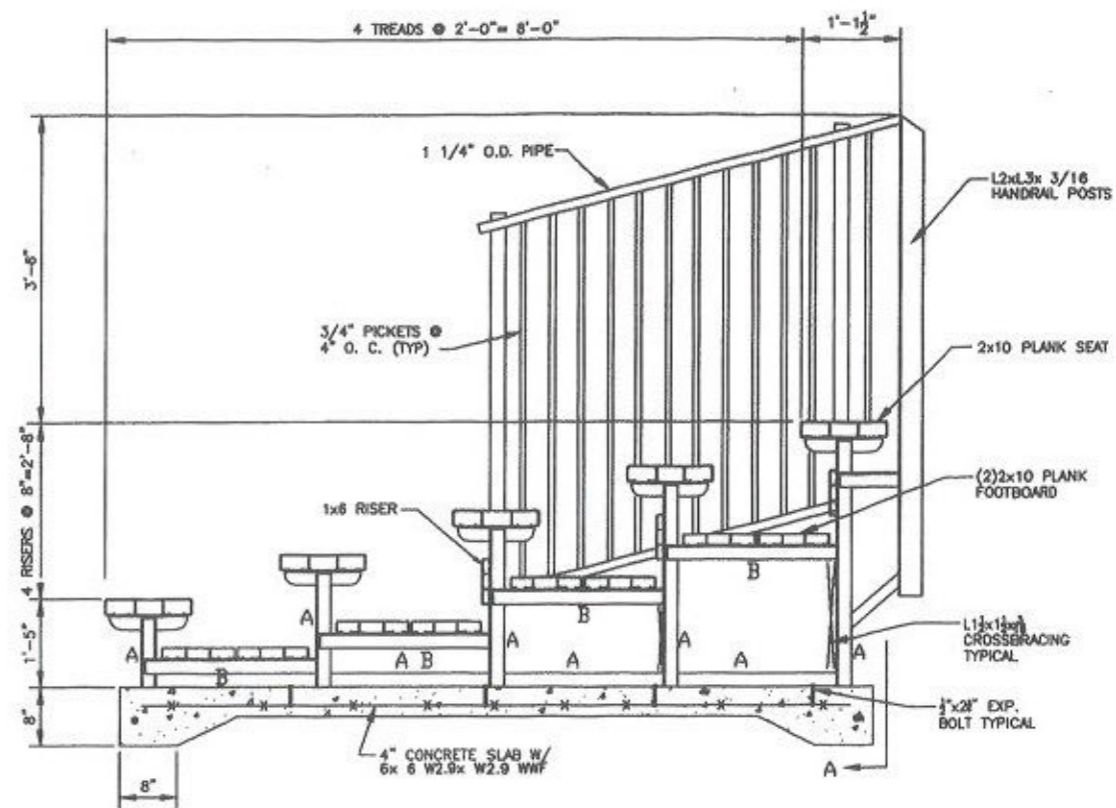 4 TREADS @ 2'-0"= 8'-0"
1'-1½"
1 1/4" O.D. PIPE
L2xL3x 3/16
HANDRAIL POSTS
3'-6"
3/4" PICKETS @
4" O. C. (TYP)
2x10 PLANK SEAT
(2)2x10 PLANK
FOOTBOARD
1x6 RISER
4 RISERS @ 8"=2'-8"
B
A
B
A
A
A
A
1'-5"
A
A B
A
A
B
CROSSBRACING
TYPICAL
8"
EXP.
BOLT TYPICAL
4" CONCRETE SLAB W/
6x 6 W2.9x W2.9 WWF
A
8"